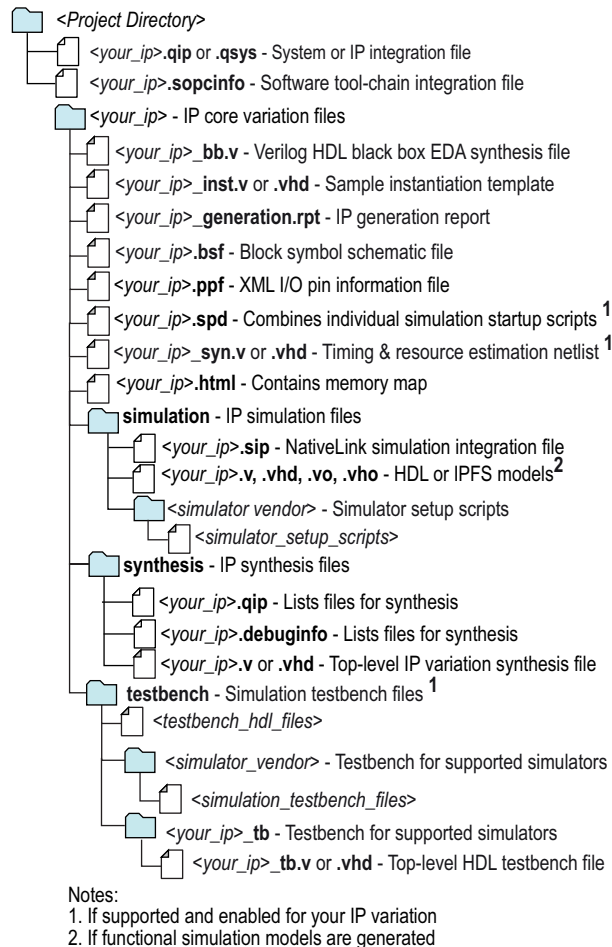 <Project Directory>
<your_ip>.qip or .qsys - System or IP integration file
<your_ip>.sopcinfo - Software tool-chain integration file
<your_ip> - IP core variation files
<your_ip>_bb.v - Verilog HDL black box EDA synthesis file
<your_ip>_inst.v or .vhd - Sample instantiation template
<your_ip>_generation.rpt - IP generation report
<your_ip>.bsf - Block symbol schematic file
<your_ip>.ppf - XML I/O pin information file
<your_ip>.spd - Combines individual simulation startup scripts 1
<your_ip>_syn.v or .vhd - Timing & resource estimation netlist 1
<your_ip>.html - Contains memory map
simulation - IP simulation files
<your_ip>.sip - NativeLink simulation integration file
<your_ip>.v, .vhd, .vo, .vho - HDL or IPFS models2
<simulator vendor> - Simulator setup scripts
<simulator_setup_scripts>
synthesis - IP synthesis files
<your_ip>.qip - Lists files for synthesis
<your_ip>.debuginfo - Lists files for synthesis
<your_ip>.v or .vhd - Top-level IP variation synthesis file
testbench - Simulation testbench files 1
<testbench_hdl_files>
<simulator_vendor> - Testbench for supported simulators
<simulation_testbench_files>
<your_ip>_tb - Testbench for supported simulators
<your_ip>_tb.v or .vhd - Top-level HDL testbench file
Notes:
1. If supported and enabled for your IP variation
2. If functional simulation models are generated